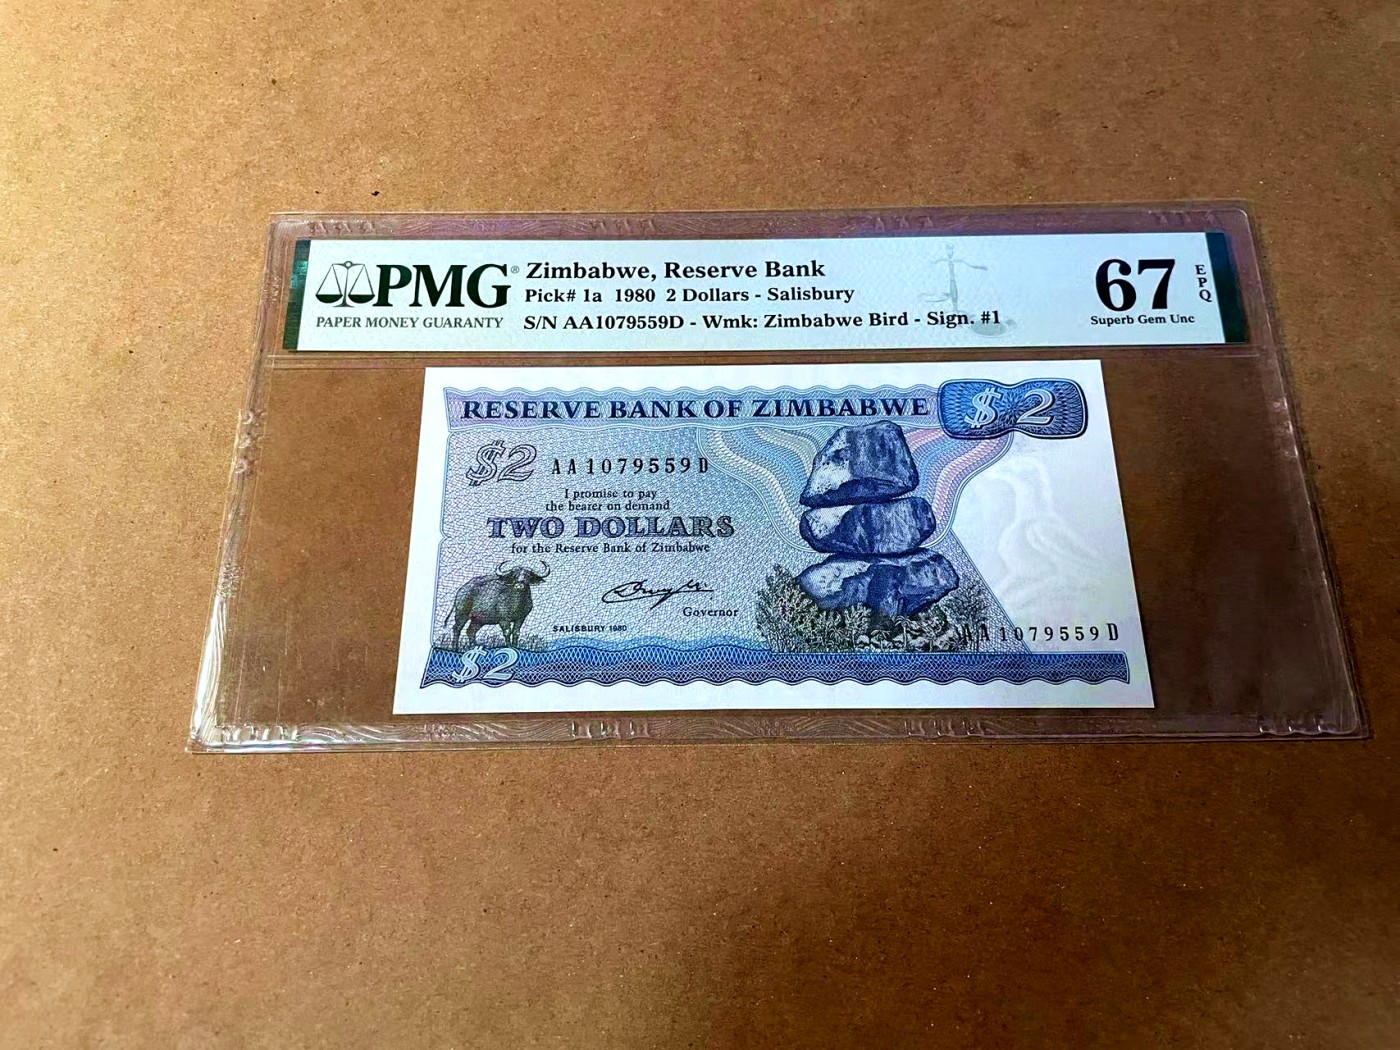 PMG®
PAPER MONEY GUARANTY
Zimbabwe, Reserve Bank
Pick# 1a 1980 2 Dollars - Salisbury
S/N AA1079559D - Wmk: Zimbabwe Bird - Sign. #1
67
EPQ
Superb Gem Unc
RESERVE BANK OF ZIMBABWE
$2
$2 AA1079559D
I promise to pay
the bearer on demand
TWO DOLLARS
for the Reserve Bank of Zimbabwe
Governor
SALISBURY 1980
AA1079559D
$2